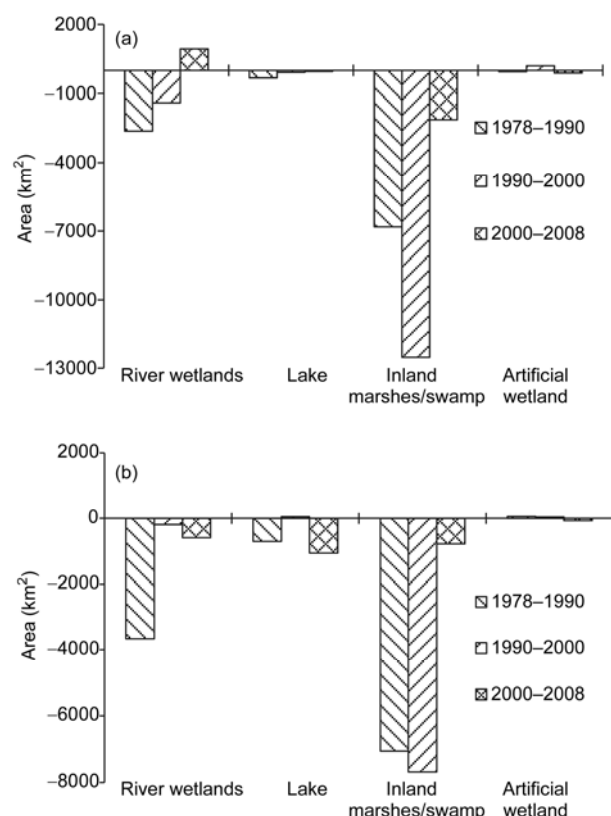 (a)
2000
−1000
−4000
−7000
−10000
−13000
Area (km²)
1978–1990
1990–2000
2000–2008
River wetlands
Lake
Inland
marshes/swamp
Artificial
wetland
(b)
2000
0
−2000
−4000
−6000
−8000
Area (km²)
1978–1990
1990–2000
2000–2008
River wetlands
Lake
Inland
marshes/swamp
Artificial
wetland